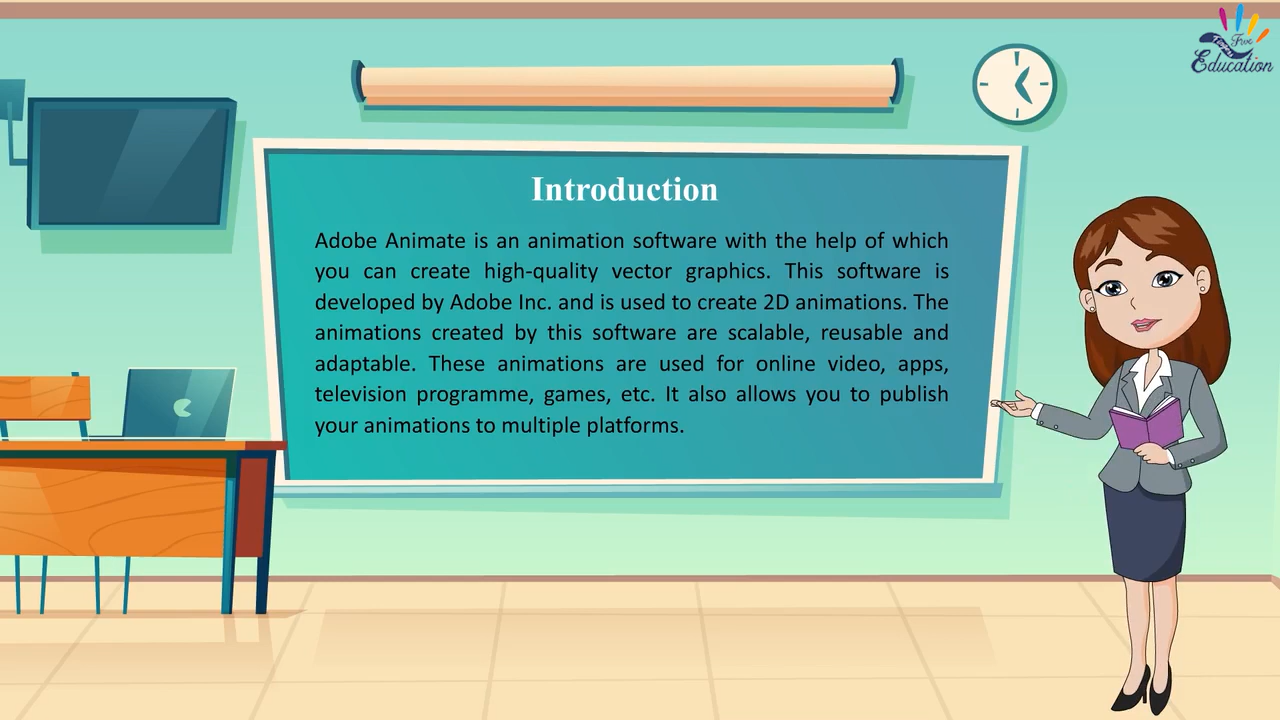 Five
Education
Introduction
Adobe Animate is an animation software with the help of which
you can create high-quality vector graphics. This software is
developed by Adobe Inc. and is used to create 2D animations. The
animations created by this software are scalable, reusable and
adaptable. These animations are used for online video, apps,
television programme, games, etc. It also allows you to publish
your animations to multiple platforms.